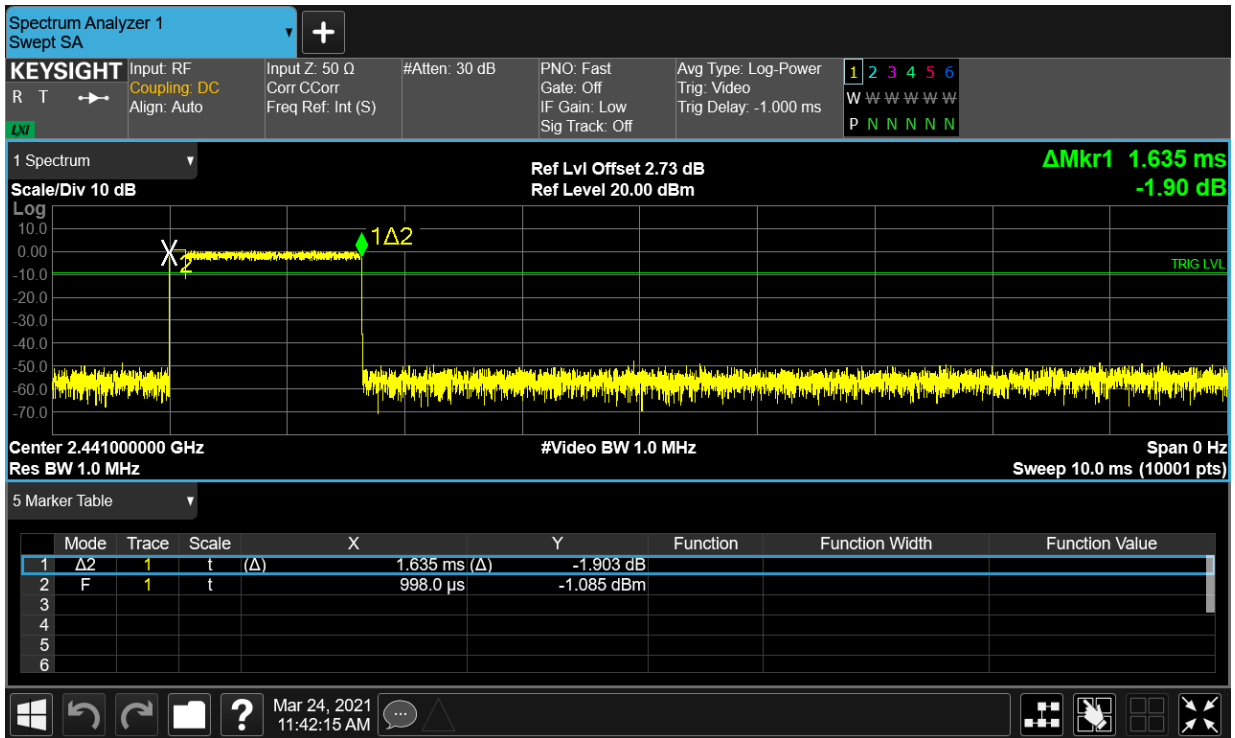 Spectrum Analyzer 1
Swept SA
KEYSIGHT
R T
LXI
Input: RF
Coupling: DC
Align: Auto
Input Z: 50 Ω
Corr CCorr
Freq Ref: Int (S)
#Atten: 30 dB
PNO: Fast
Gate: Off
IF Gain: Low
Sig Track: Off
Avg Type: Log-Power
Trig: Video
Trig Delay: -1.000 ms
1 2 3 4 5 6
W W W W W W
P N N N N N
1 Spectrum
Scale/Div 10 dB
Ref Lvl Offset 2.73 dB
Ref Level 20.00 dBm
ΔMkr1 1.635 ms
-1.90 dB
Log
10.0
0.00
-10.0
-20.0
-30.0
-40.0
-50.0
-60.0
-70.0
X
2
1Δ2
TRIG LVL
Center 2.441000000 GHz
#Video BW 1.0 MHz
Span 0 Hz
Res BW 1.0 MHz
Sweep 10.0 ms (10001 pts)
5 Marker Table
Mode Trace Scale X Y Function Function Width Function Value
1 Δ2 1 t (Δ) 1.635 ms (Δ) -1.903 dB
2 F 1 t 998.0 µs -1.085 dBm
3
4
5
6
?
Mar 24, 2021
11:42:15 AM